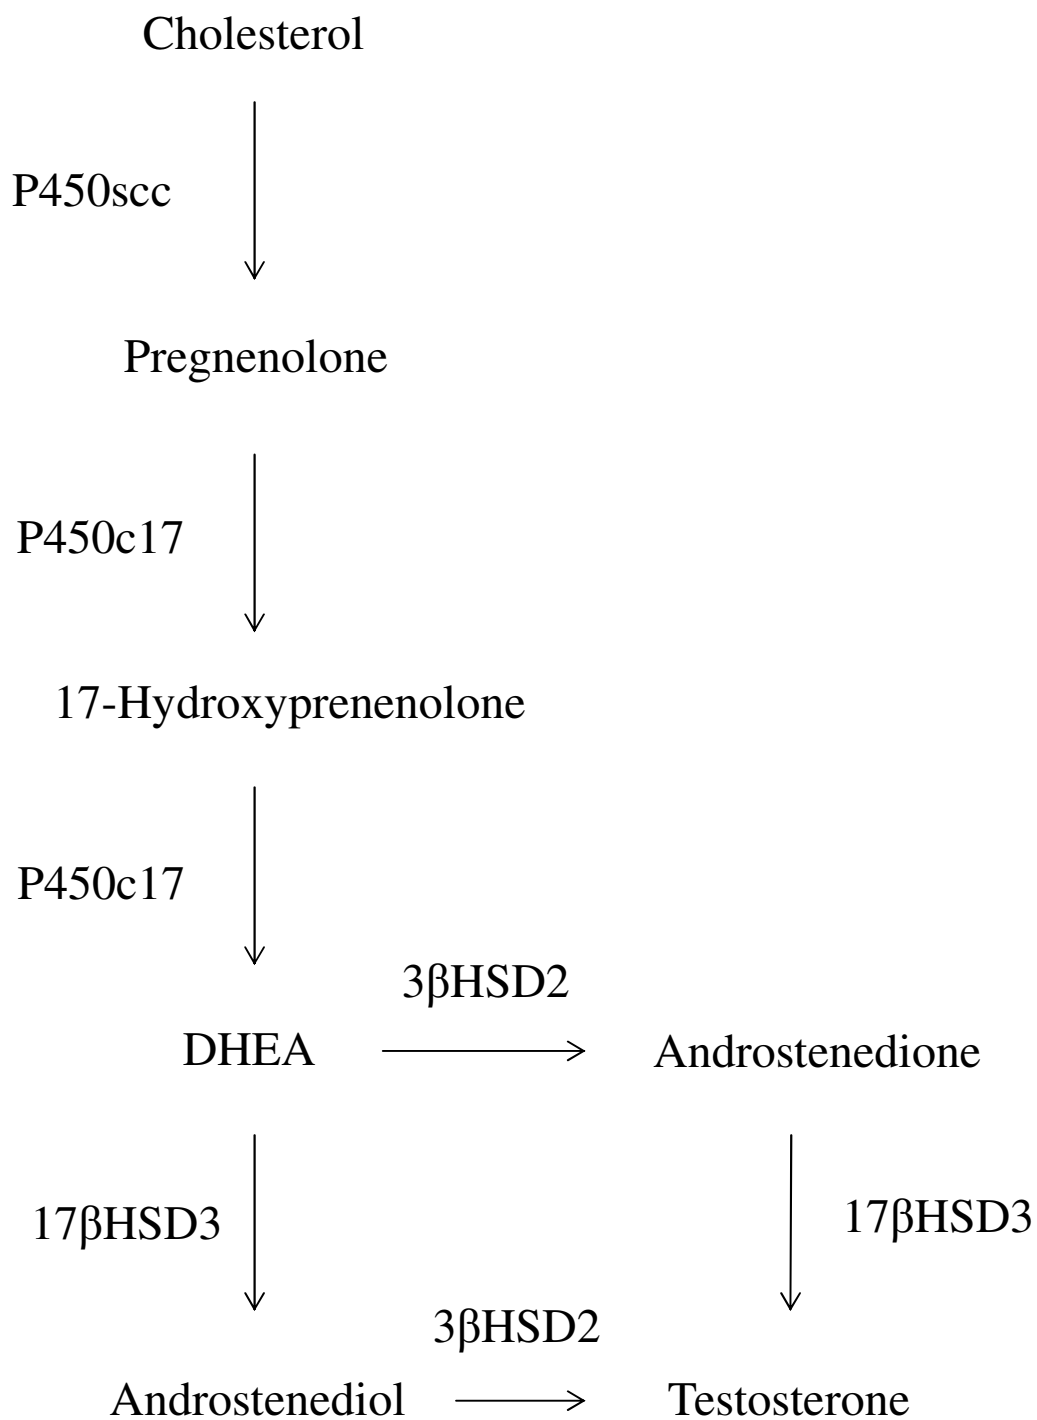 Cholesterol
P450scc
Pregnenolone
P450c17
17-Hydroxyprenenolone
P450c17
3βHSD2
DHEA
Androstenedione
17βHSD3
17βHSD3
3βHSD2
Androstenediol
Testosterone